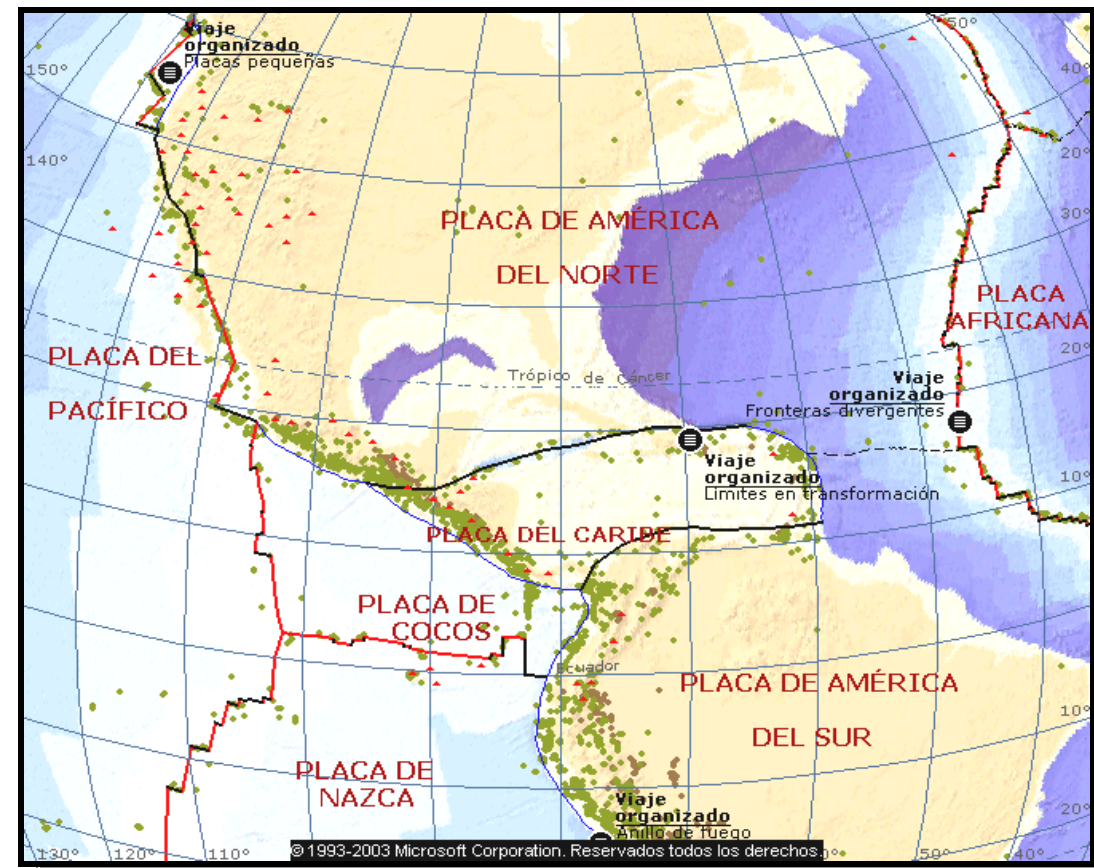 Viaje
organizado
Placas pequeñas
50°
150°
40°
140°
20°
PLACA DE AMÉRICA
DEL NORTE
30°
PLACA
AFRICANA
PLACA DEL
PACÍFICO
20°
Trópico de Cáncer
Viaje
organizado
Fronteras divergentes
Viaje
organizado
Límites en transformación
10°
PLACA DEL CARIBE
PLACA DE
COCOS
Ecuador
PLACA DE AMÉRICA
DEL SUR
10°
PLACA DE
NAZCA
Viaje
organizado
Anillo de fuego
20°
130°
120°
110°
© 1993-2003 Microsoft Corporation. Reservados todos los derechos.
50°
40°